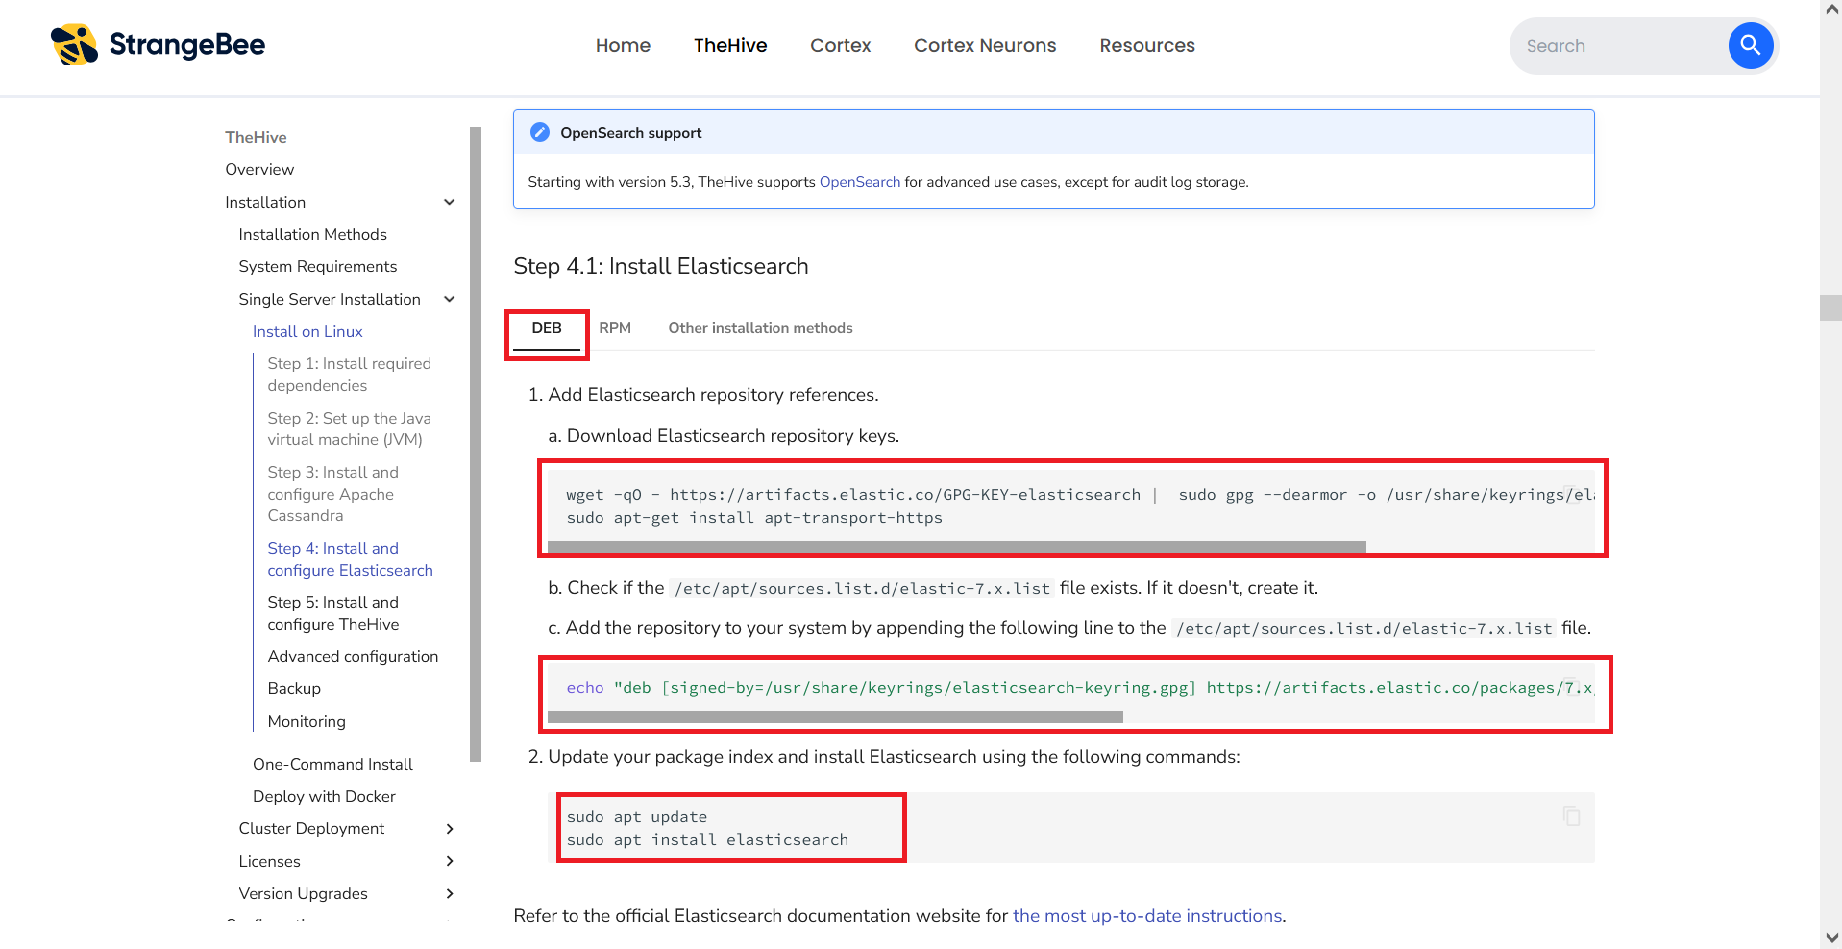 StrangeBee
Home
TheHive
Cortex
Cortex Neurons
Resources
Search
TheHive
Overview
Installation
Installation Methods
System Requirements
Single Server Installation
Install on Linux
Step 1: Install required
dependencies
Step 2: Set up the Java
virtual machine (JVM)
Step 3: Install and
configure Apache
Cassandra
Step 4: Install and
configure Elasticsearch
Step 5: Install and
configure TheHive
Advanced configuration
Backup
Monitoring
One-Command Install
Deploy with Docker
Cluster Deployment
Licenses
Version Upgrades
OpenSearch support
Starting with version 5.3, TheHive supports OpenSearch for advanced use cases, except for audit log storage.
Step 4.1: Install Elasticsearch
DEB
RPM
Other installation methods
1. Add Elasticsearch repository references.
a. Download Elasticsearch repository keys.
wget -qO - https://artifacts.elastic.co/GPG-KEY-elasticsearch |  sudo gpg --dearmor -o /usr/share/keyrings/ela
sudo apt-get install apt-transport-https
b. Check if the /etc/apt/sources.list.d/elastic-7.x.list file exists. If it doesn't, create it.
c. Add the repository to your system by appending the following line to the /etc/apt/sources.list.d/elastic-7.x.list file.
echo "deb [signed-by=/usr/share/keyrings/elasticsearch-keyring.gpg] https://artifacts.elastic.co/packages/7.x/
2. Update your package index and install Elasticsearch using the following commands:
sudo apt update
sudo apt install elasticsearch
Refer to the official Elasticsearch documentation website for the most up-to-date instructions.